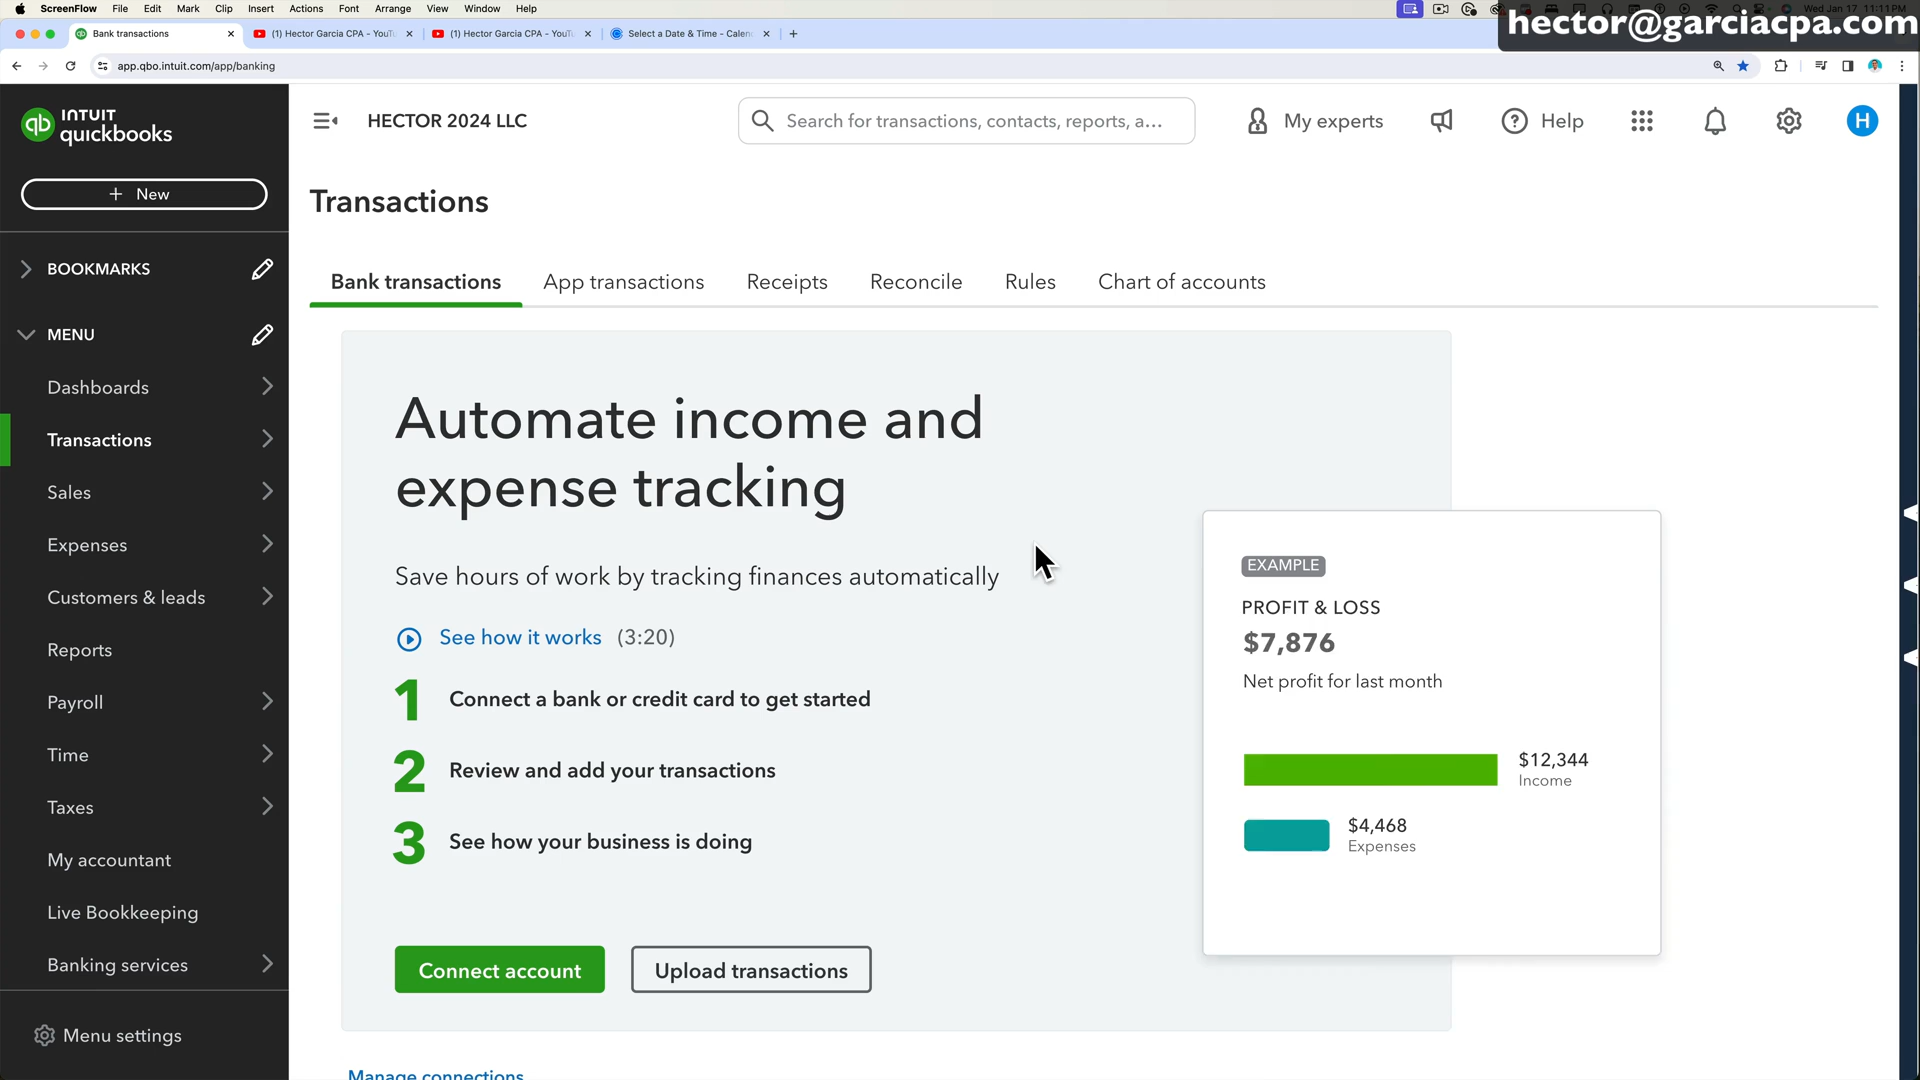 ScreenFlow File Edit Mark Clip Insert Actions Font Arrange View Window Help
Wed Jan 17 11:11PM
hector@garciacpa.com
Bank transactions
(1) Hector Garcia CPA - YouTu
(1) Hector Garcia CPA - YouTu
Select a Date & Time - Calend
app.qbo.intuit.com/app/banking
INTUIT
quickbooks
qb
HECTOR 2024 LLC
Search for transactions, contacts, reports, a...
My experts
Help
H
+ New
BOOKMARKS
MENU
Dashboards
Transactions
Sales
Expenses
Customers & leads
Reports
Payroll
Time
Taxes
My accountant
Live Bookkeeping
Banking services
Menu settings
Transactions
Bank transactions
App transactions
Receipts
Reconcile
Rules
Chart of accounts
Automate income and
expense tracking
Save hours of work by tracking finances automatically
See how it works (3:20)
1 Connect a bank or credit card to get started
2 Review and add your transactions
3 See how your business is doing
Connect account
Upload transactions
Manage connections
EXAMPLE
PROFIT & LOSS
$7,876
Net profit for last month
$12,344
Income
$4,468
Expenses